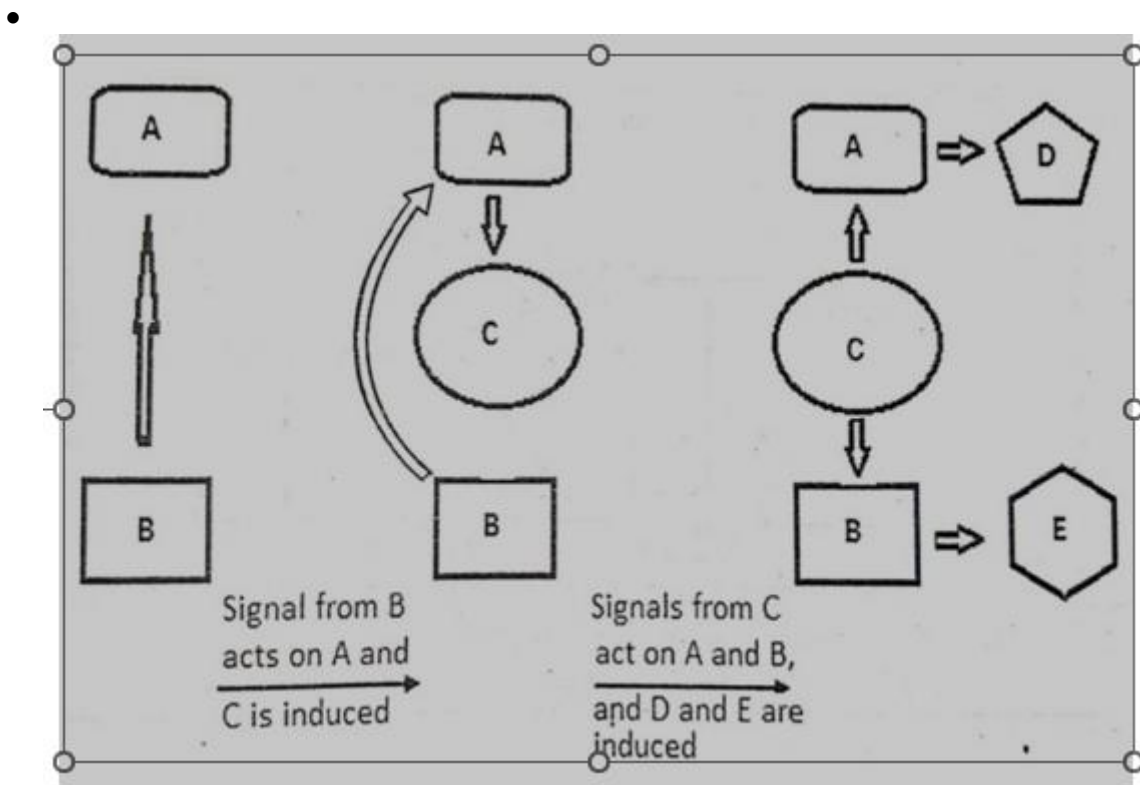 A
A
A
D
C
C
B
B
B
E
Signal from B
acts on A and
C is induced
Signals from C
act on A and B,
and D and E are
induced